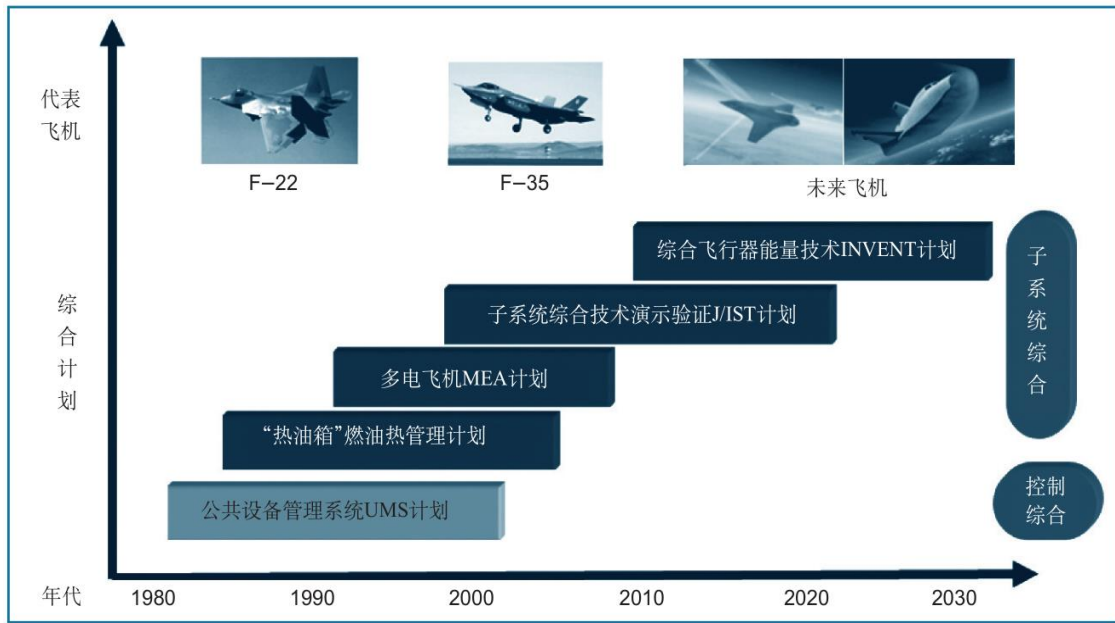 代表
飞机
F–22
F–35
未来飞机
综
合
计
划
综合飞行器能量技术INVENT计划
子系统综合技术演示验证J/IST计划
多电飞机MEA计划
“热油箱”燃油热管理计划
公共设备管理系统UMS计划
子
系
统
综
合
控制
综合
年代
1980
1990
2000
2010
2020
2030